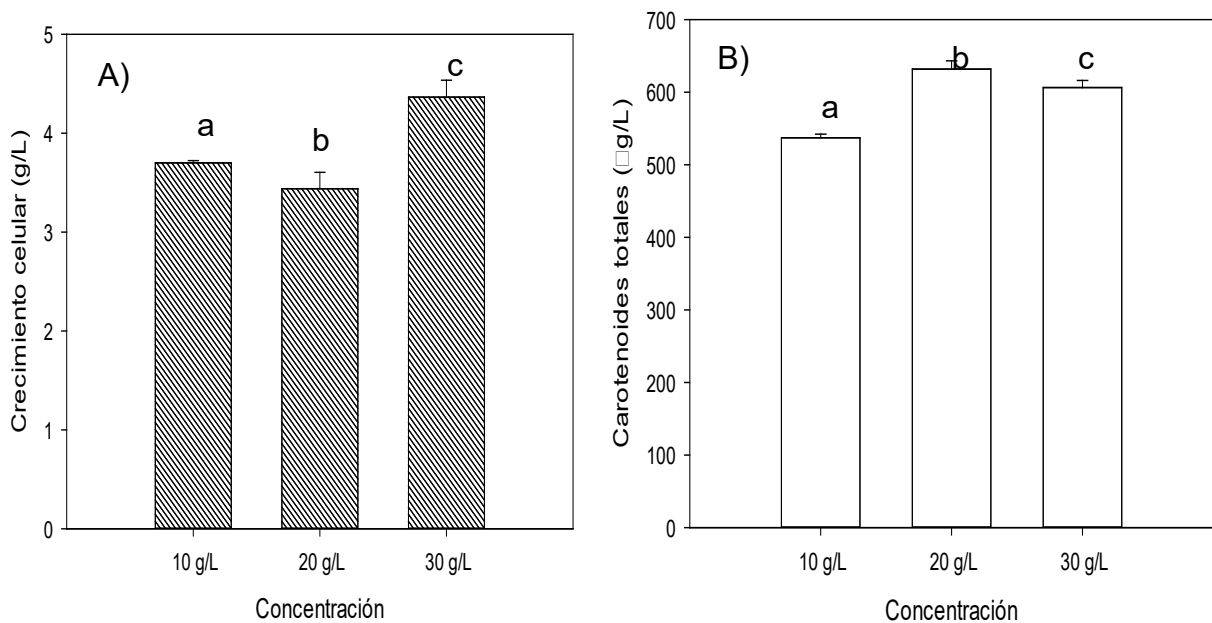 A)
Crecimiento celular (g/L)
5
4
3
2
1
0
a
b
c
10 g/L 20 g/L 30 g/L
Concentración
B)
Carotenoides totales (□g/L)
700
600
500
400
300
200
100
0
a
b
c
10 g/L 20 g/L 30 g/L
Concentración